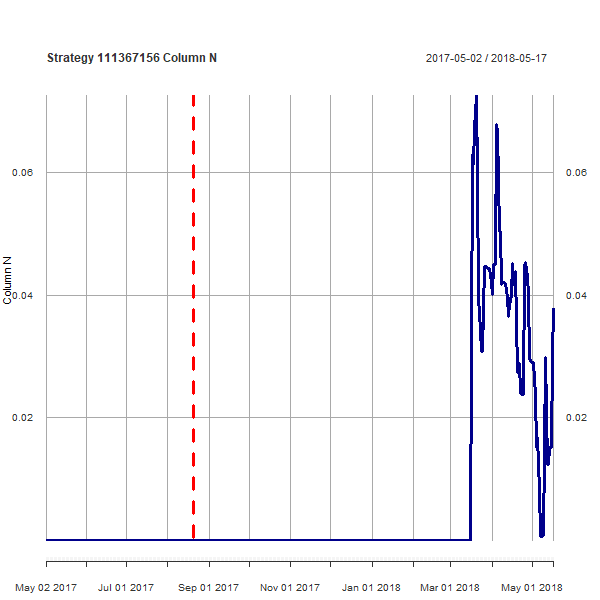 Strategy 111367156 Column N 2017-05-02 / 2018-05-17
0.06 0.06
Column N
0.04 0.04
0.02 0.02
May 02 2017 Jul 01 2017 Sep 01 2017 Nov 01 2017 Jan 01 2018 Mar 01 2018 May 01 2018